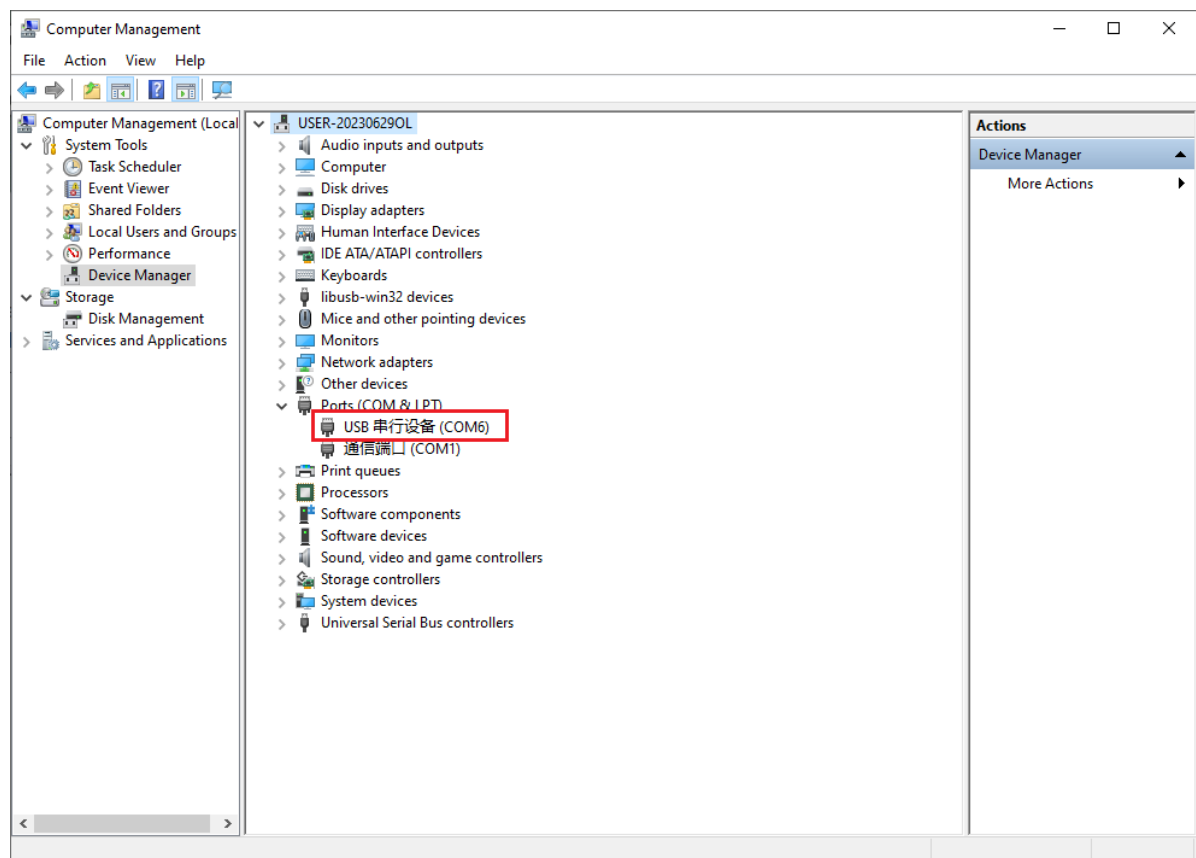 Computer Management
File Action View Help
Computer Management (Local
System Tools
Task Scheduler
Event Viewer
Shared Folders
Local Users and Groups
Performance
Device Manager
Storage
Disk Management
Services and Applications
USER-20230629OL
Audio inputs and outputs
Computer
Disk drives
Display adapters
Human Interface Devices
IDE ATA/ATAPI controllers
Keyboards
libusb-win32 devices
Mice and other pointing devices
Monitors
Network adapters
Other devices
Ports (COM & LPT)
USB 串行设备 (COM6)
通信端口 (COM1)
Print queues
Processors
Software components
Software devices
Sound, video and game controllers
Storage controllers
System devices
Universal Serial Bus controllers
Actions
Device Manager
More Actions